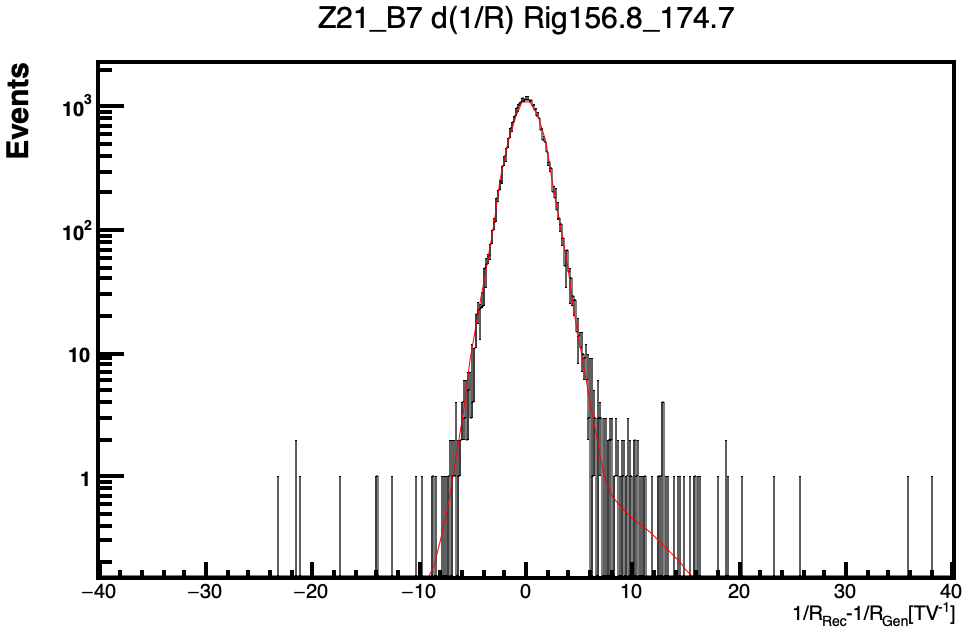 Z21_B7 d(1/R) Rig156.8_174.7
Events
10³
10²
10
1
−40 −30 −20 −10 0 10 20 30 40
1/R_Rec-1/R_Gen[TV⁻¹]